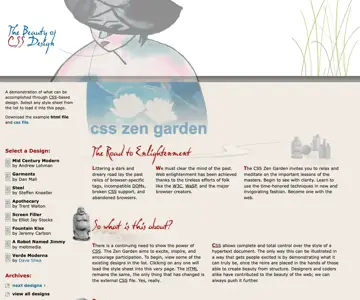 The Beauty of
CSS Design
css zen garden
A demonstration of what can be
accomplished through CSS-based
design. Select any style sheet from
the list to load it into this page.
Download the example html file
and css file
Select a Design:
Mid Century Modern
by Andrew Lohman
Garments
by Dan Mall
Steel
by Steffen Knoeller
Apothecary
by Trent Walton
Screen Filler
by Elliot Jay Stocks
Fountain Kiss
by Jeremy Carlson
A Robot Named Jimmy
by meltmedia
Verde Moderna
by Dave Shea
Archives:
next designs ›
view all designs
The Road to Enlightenment
Littering a dark and
dreary road lay the past
relics of browser-specific
tags, incompatible DOMs,
broken CSS support, and
abandoned browsers.
We must clear the mind of the past.
Web enlightenment has been achieved
thanks to the tireless efforts of folk
like the W3C, WaSP, and the major
browser creators.
The CSS Zen Garden invites you to relax and
meditate on the important lessons of the
masters. Begin to see with clarity. Learn to
use the time-honored techniques in new and
invigorating fashion. Become one with the
web.
So what is this about?
There is a continuing need to show the power of
CSS. The Zen Garden aims to excite, inspire, and
encourage participation. To begin, view some of the
existing designs in the list. Clicking on any one will
load the style sheet into this very page. The HTML
remains the same, the only thing that has changed is
the external CSS file. Yes, really.
CSS allows complete and total control over the style of a
hypertext document. The only way this can be illustrated in
a way that gets people excited is by demonstrating what it
can truly be, once the reins are placed in the hands of those
able to create beauty from structure. Designers and coders
alike have contributed to the beauty of the web; we can
always push it further.